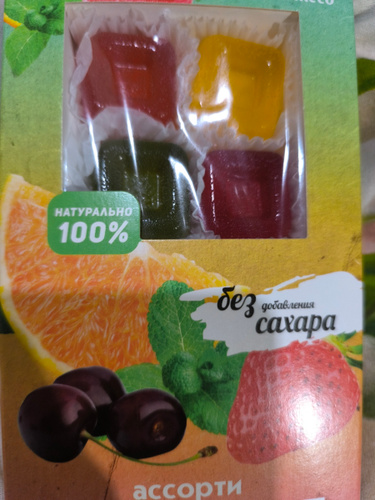 НАТУРАЛЬНО
100%
без
добавления
сахара
ассорти